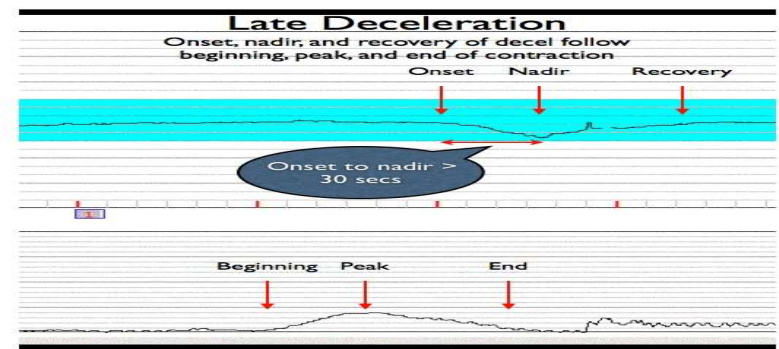 Late Deceleration
Onset, nadir, and recovery of decel follow
beginning, peak, and end of contraction
Onset Nadir Recovery
Onset to nadir >
30 secs
1
Beginning Peak End